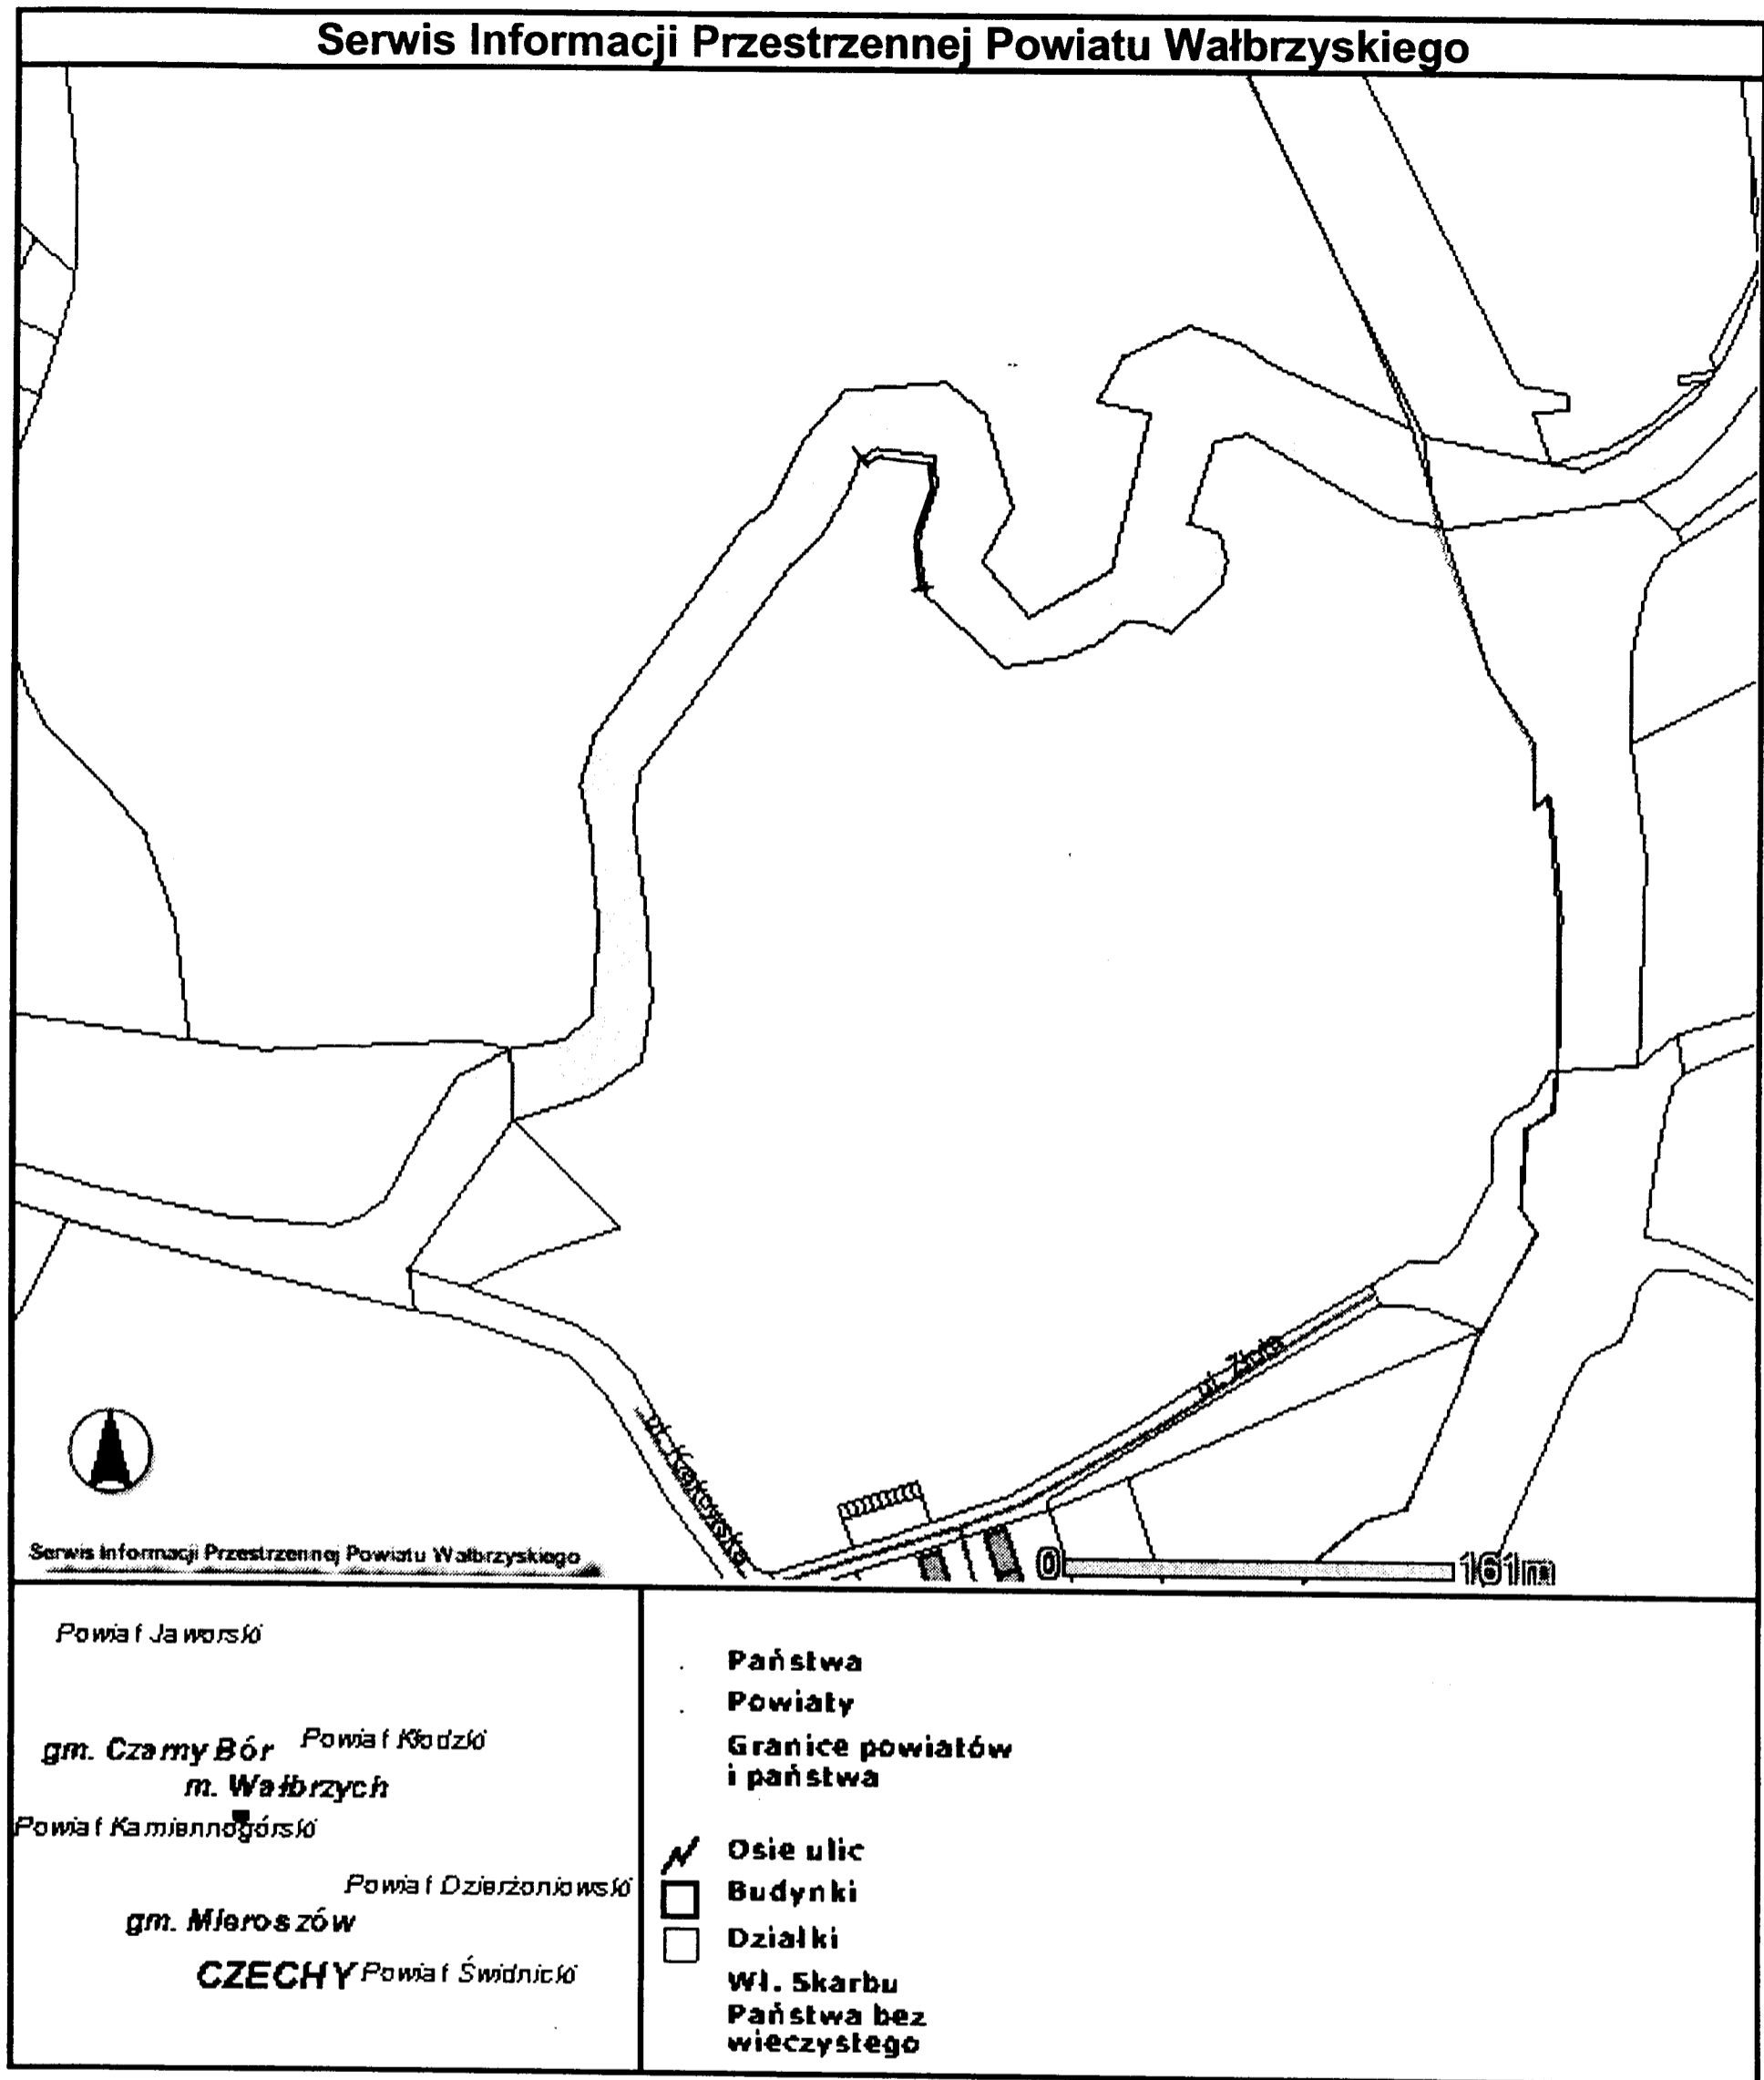 Serwis Informacji Przestrzennej Powiatu Wałbrzyskiego
ul.
ul.
Serwis Informacji Przestrzennej Powiatu Wałbrzyskiego
0 161m
Powiat Jaworski
gm. Czarny Bór Powiat Kłodzki
m. Wałbrzych
Powiat Kamiennogórski
Powiat Dzierżoniowski
gm. Mieroszów
CZECHY Powiat Świdnicki
Państwa
Powiaty
Granice powiatów
i państwa
Osie ulic
Budynki
Działki
Wł. Skarbu
Państwa bez
wieczystego